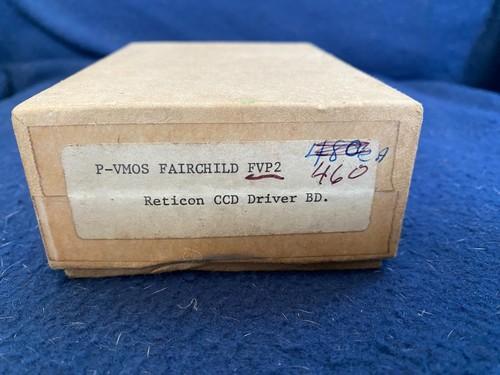 P-VMOS FAIRCHILD FVP2
460
Reticon CCD Driver BD.